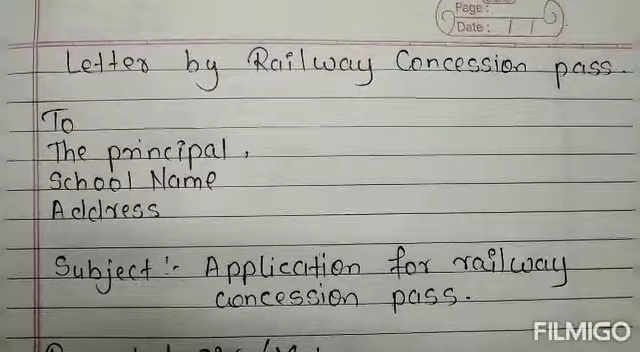 Page:
Date: / /
Letter by Railway Concession pass.
To
The principal,
School Name
Address
Subject :- Application for railway
concession pass.
FILMIGO